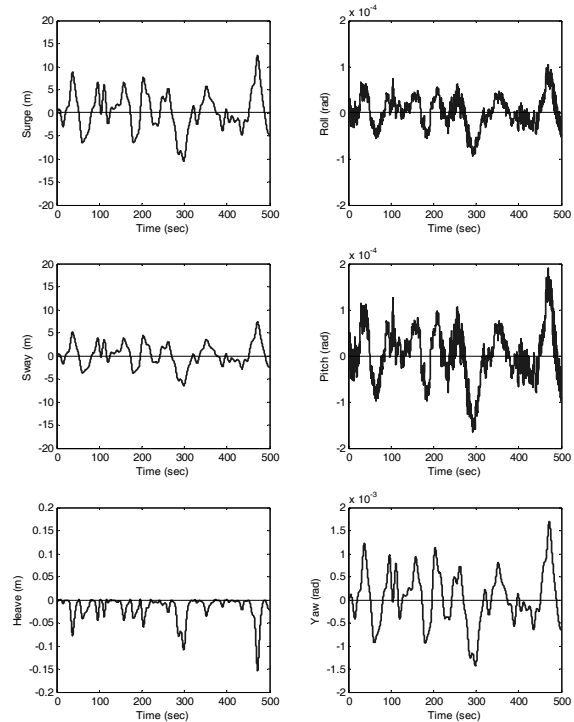 20
15
10
5
0
-5
-10
-15
-20
Surge (m)
0 100 200 300 400 500
Time (sec)
x 10⁻⁴
2
1
0
-1
-2
Roll (rad)
0 100 200 300 400 500
Time (sec)
20
15
10
5
0
-5
-10
-15
-20
Sway (m)
0 100 200 300 400 500
Time (sec)
x 10⁻⁴
2
1
0
-1
-2
Pitch (rad)
0 100 200 300 400 500
Time (sec)
0.2
0.15
0.1
0.05
0
-0.05
-0.1
-0.15
-0.2
Heave (m)
0 100 200 300 400 500
Time (sec)
x 10⁻³
2
1.5
1
0.5
0
-0.5
-1
-1.5
-2
Yaw (rad)
0 100 200 300 400 500
Time (sec)